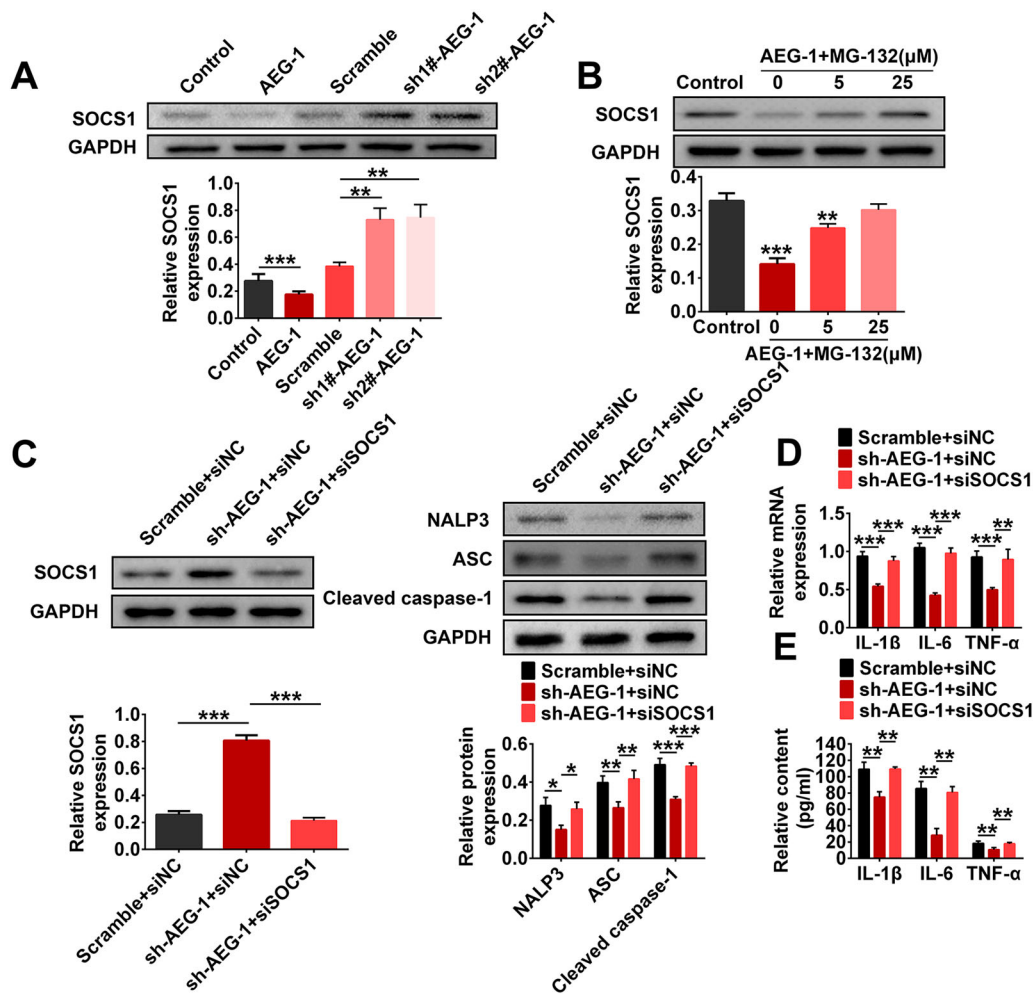 A
Control
AEG-1
Scramble
sh1#-AEG-1
sh2#-AEG-1
SOCS1
GAPDH
Relative SOCS1
expression
1.0
0.8
0.6
0.4
0.2
0.0
***
**
**
Control
AEG-1
Scramble
sh1#-AEG-1
sh2#-AEG-1
B
AEG-1+MG-132(μM)
Control 0 5 25
SOCS1
GAPDH
Relative SOCS1
expression
0.4
0.3
0.2
0.1
0.0
***
**
Control 0 5 25
AEG-1+MG-132(μM)
C
Scramble+siNC
sh-AEG-1+siNC
sh-AEG-1+siSOCS1
SOCS1
GAPDH
Relative SOCS1
expression
1.0
0.8
0.6
0.4
0.2
0.0
***
***
Scramble+siNC
sh-AEG-1+siNC
sh-AEG-1+siSOCS1
Scramble+siNC
sh-AEG-1+siNC
sh-AEG-1+siSOCS1
NALP3
ASC
Cleaved caspase-1
GAPDH
Scramble+siNC
sh-AEG-1+siNC
sh-AEG-1+siSOCS1
Relative protein
expression
0.6
0.4
0.2
0.0
* *
** **
*** ***
NALP3
ASC
Cleaved caspase-1
D
Scramble+siNC
sh-AEG-1+siNC
sh-AEG-1+siSOCS1
Relative mRNA
expression
1.5
1.0
0.5
0.0
*** ***
*** ***
*** **
IL-1ß IL-6 TNF-α
E
Scramble+siNC
sh-AEG-1+siNC
sh-AEG-1+siSOCS1
Relative content
(pg/ml)
120
100
80
60
40
20
0
** **
** **
** **
IL-1β IL-6 TNF-α